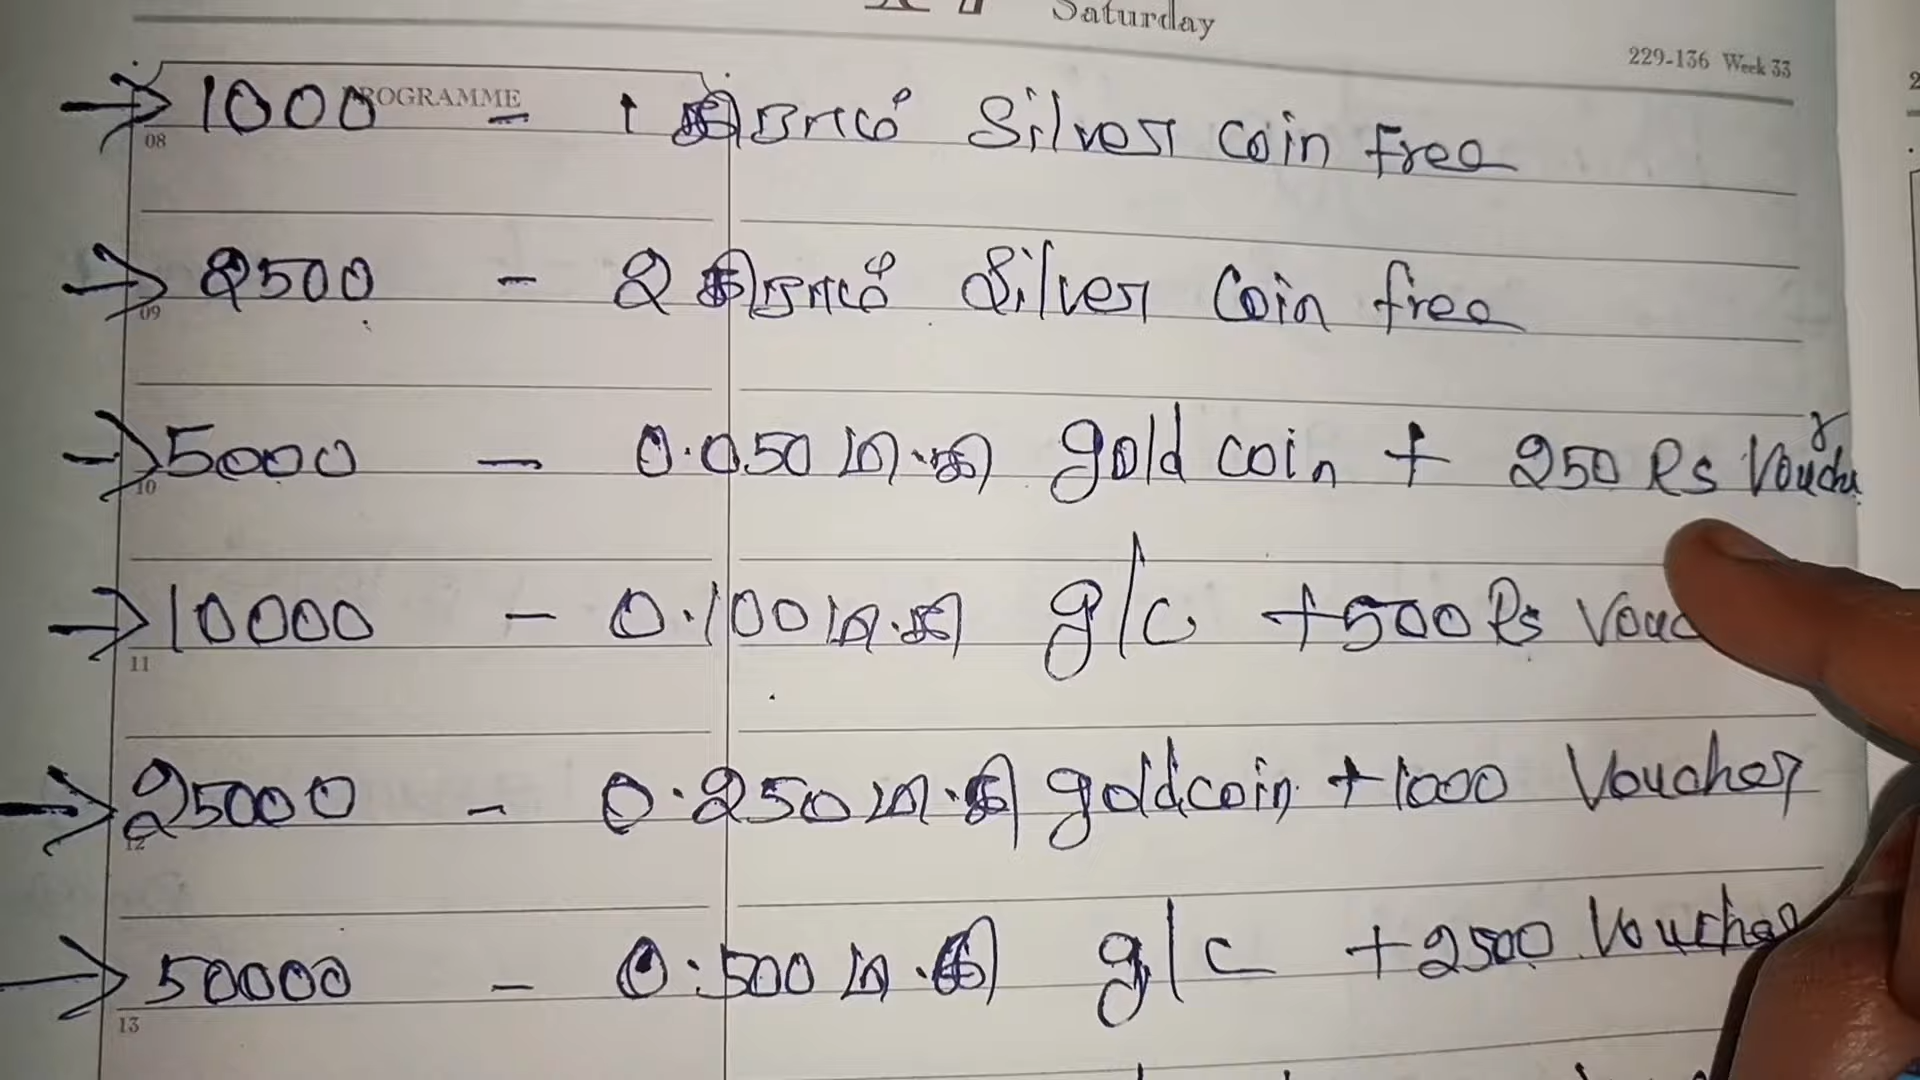 Saturday
229-136 Week 33
PROGRAMME
08
→ 1000 - 1 கிராம் Silver coin free
→ 2500 - 2 கிராம் Silver Coin free
09
→ 5000 - 0.050 மி.கி gold coin + 250 Rs Voucher
10
→ 10000 - 0.100 மி.கி g/c +500 Rs
11
→ 25000 - 0.250 மி.கி gold coin + 1000 Voucher
12
→ 50000 - 0.500 மி.கி g/c +2500 Voucher
13